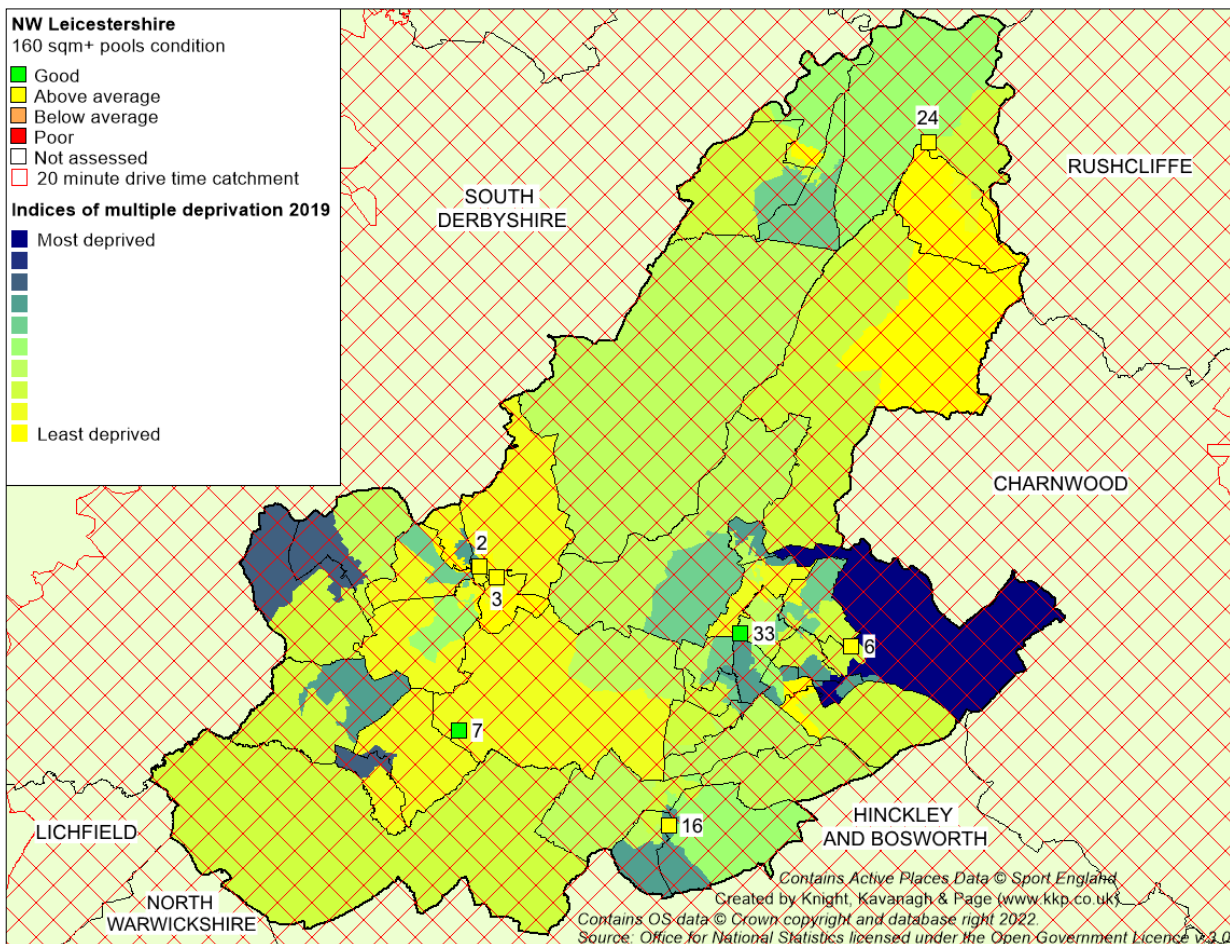 NW Leicestershire
160 sqm+ pools condition
Good
Above average
Below average
Poor
Not assessed
20 minute drive time catchment
Indices of multiple deprivation 2019
Most deprived
Least deprived
24
RUSHCLIFFE
SOUTH
DERBYSHIRE
CHARNWOOD
2
3
33
6
7
16
LICHFIELD
HINCKLEY
AND BOSWORTH
NORTH
WARWICKSHIRE
Contains Active Places Data © Sport England
Created by Knight, Kavanagh & Page (www.kkp.co.uk)
Contains OS data © Crown copyright and database right 2022.
Source: Office for National Statistics licensed under the Open Government Licence v.3.0